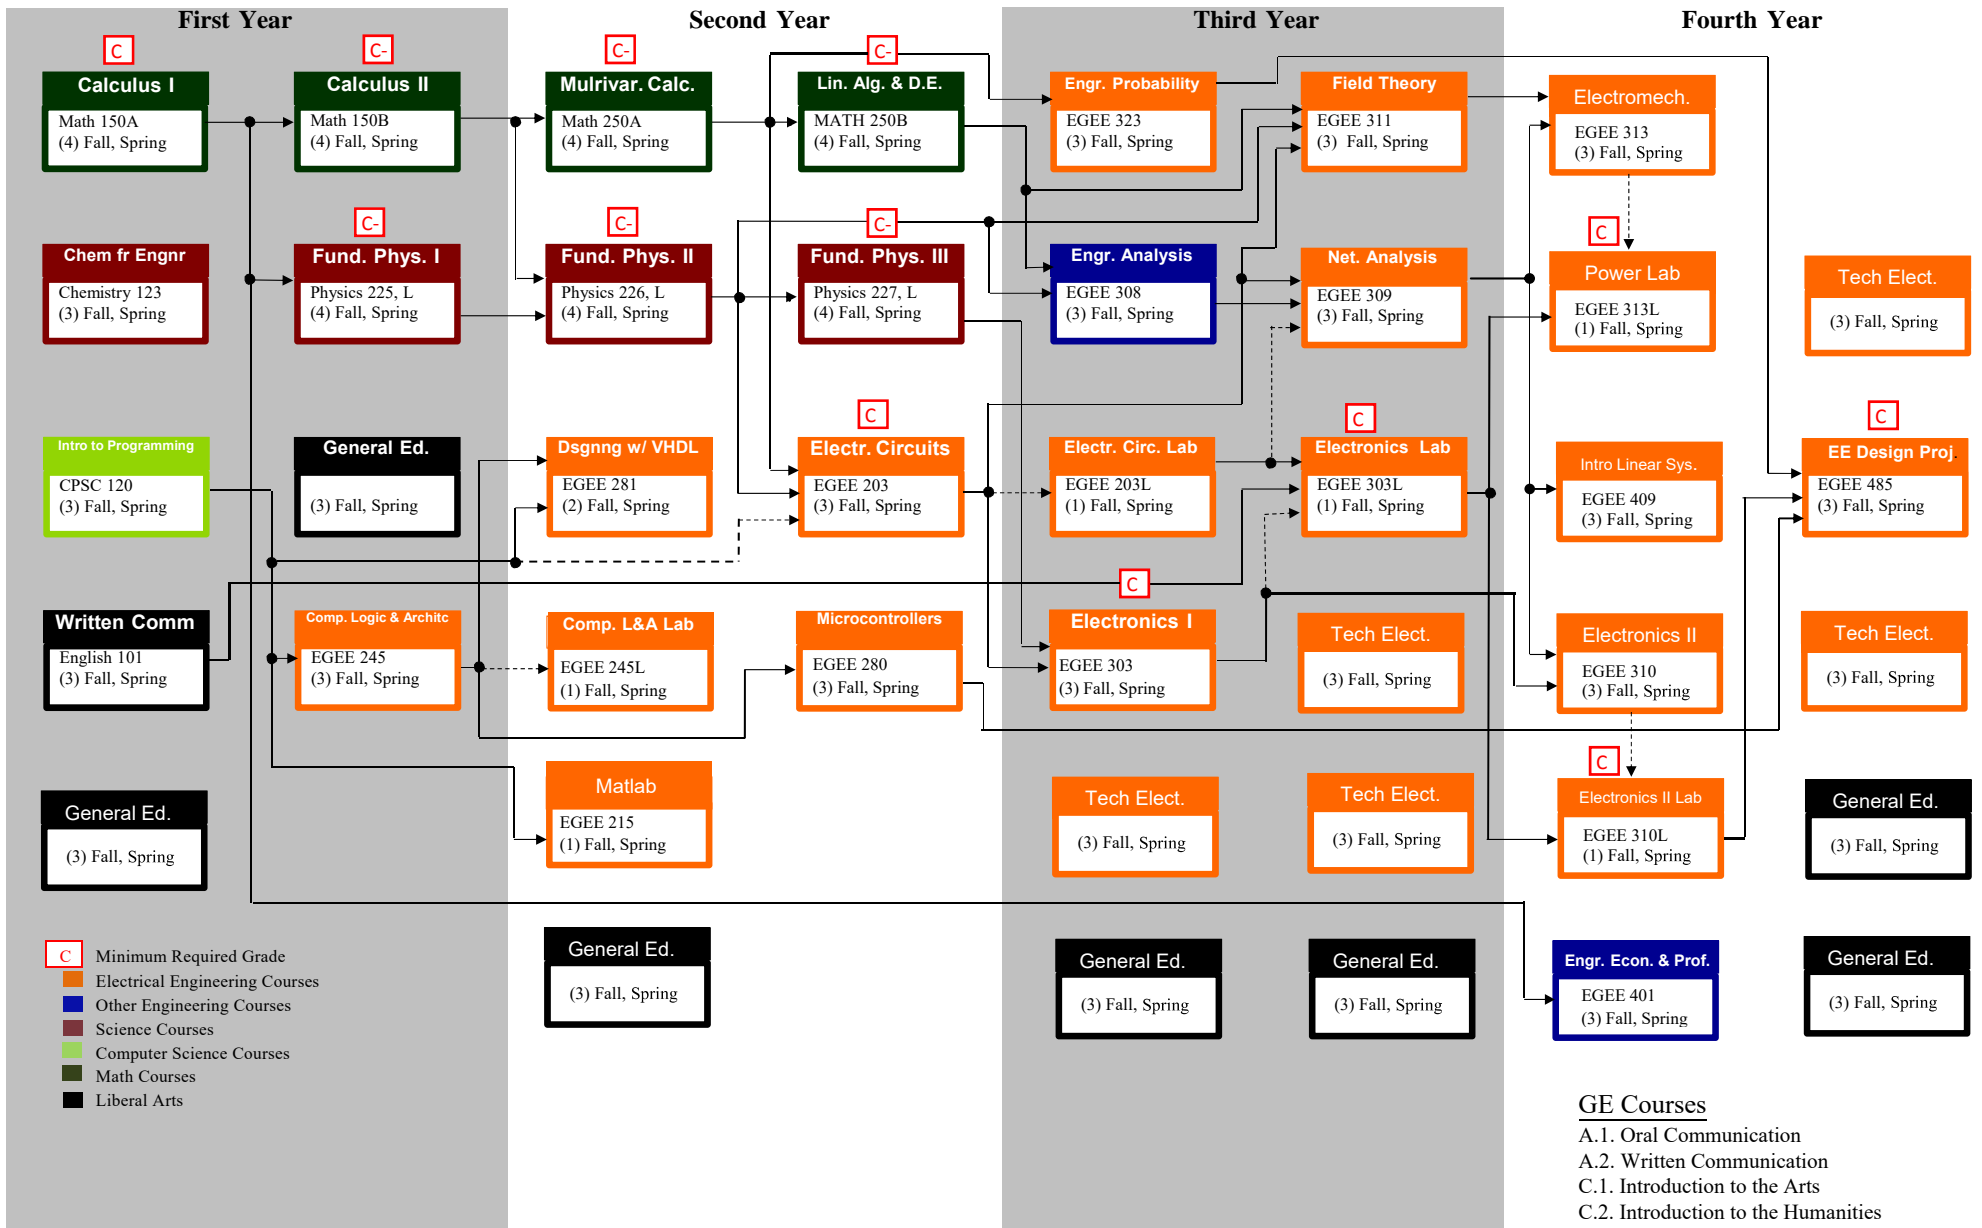 First Year
Second Year
Third Year
Fourth Year
C
C-
C-
C-
Calculus I
Math 150A
(4) Fall, Spring
Calculus II
Math 150B
(4) Fall, Spring
Mulrivar. Calc.
Math 250A
(4) Fall, Spring
Lin. Alg. & D.E.
MATH 250B
(4) Fall, Spring
Engr. Probability
EGEE 323
(3) Fall, Spring
Field Theory
EGEE 311
(3) Fall, Spring
Electromech.
EGEE 313
(3) Fall, Spring
C-
C-
C-
C
Chem fr Engnr
Chemistry 123
(3) Fall, Spring
Fund. Phys. I
Physics 225, L
(4) Fall, Spring
Fund. Phys. II
Physics 226, L
(4) Fall, Spring
Fund. Phys. III
Physics 227, L
(4) Fall, Spring
Engr. Analysis
EGEE 308
(3) Fall, Spring
Net. Analysis
EGEE 309
(3) Fall, Spring
Power Lab
EGEE 313L
(1) Fall, Spring
Tech Elect.
(3) Fall, Spring
C
C
C
Intro to Programming
CPSC 120
(3) Fall, Spring
General Ed.
(3) Fall, Spring
Dsgnng w/ VHDL
EGEE 281
(2) Fall, Spring
Electr. Circuits
EGEE 203
(3) Fall, Spring
Electr. Circ. Lab
EGEE 203L
(1) Fall, Spring
Electronics Lab
EGEE 303L
(1) Fall, Spring
Intro Linear Sys.
EGEE 409
(3) Fall, Spring
EE Design Proj.
EGEE 485
(3) Fall, Spring
C
Written Comm
English 101
(3) Fall, Spring
Comp. Logic & Architc
EGEE 245
(3) Fall, Spring
Comp. L&A Lab
EGEE 245L
(1) Fall, Spring
Microcontrollers
EGEE 280
(3) Fall, Spring
Electronics I
EGEE 303
(3) Fall, Spring
Tech Elect.
(3) Fall, Spring
Electronics II
EGEE 310
(3) Fall, Spring
Tech Elect.
(3) Fall, Spring
C
General Ed.
(3) Fall, Spring
Matlab
EGEE 215
(1) Fall, Spring
Tech Elect.
(3) Fall, Spring
Tech Elect.
(3) Fall, Spring
Electronics II Lab
EGEE 310L
(1) Fall, Spring
General Ed.
(3) Fall, Spring
General Ed.
(3) Fall, Spring
General Ed.
(3) Fall, Spring
General Ed.
(3) Fall, Spring
Engr. Econ. & Prof.
EGEE 401
(3) Fall, Spring
General Ed.
(3) Fall, Spring
C Minimum Required Grade
Electrical Engineering Courses
Other Engineering Courses
Science Courses
Computer Science Courses
Math Courses
Liberal Arts
GE Courses
A.1. Oral Communication
A.2. Written Communication
C.1. Introduction to the Arts
C.2. Introduction to the Humanities